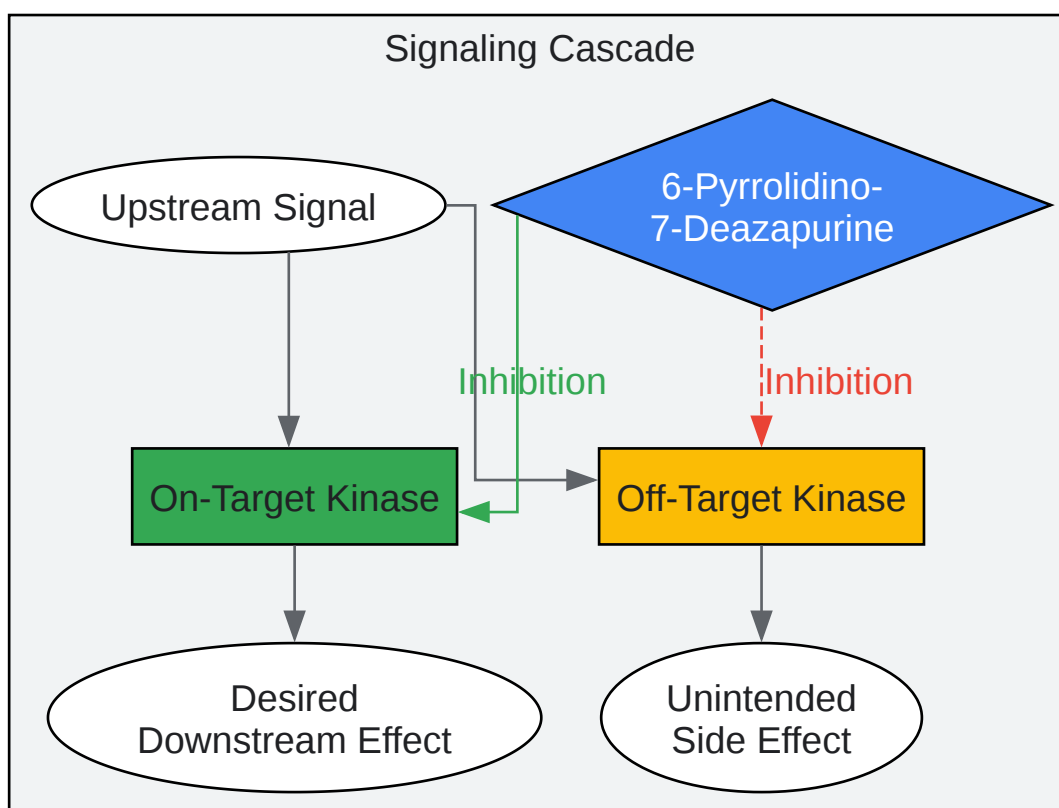 Signaling Cascade
Upstream Signal
6-Pyrrolidino-
7-Deazapurine
Inhibition
Inhibition
On-Target Kinase
Off-Target Kinase
Desired
Downstream Effect
Unintended
Side Effect